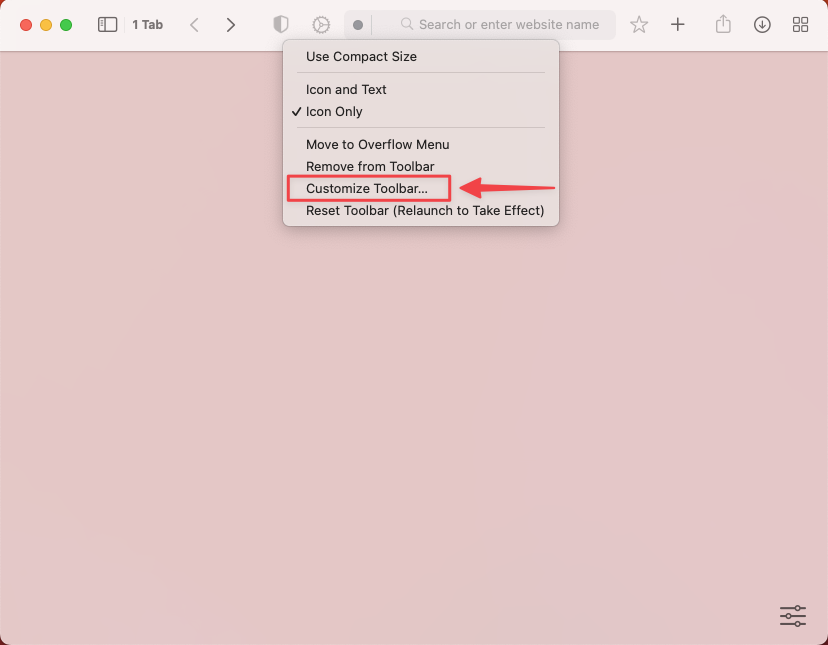 1 Tab
Search or enter website name
Use Compact Size
Icon and Text
Icon Only
Move to Overflow Menu
Remove from Toolbar
Customize Toolbar...
Reset Toolbar (Relaunch to Take Effect)